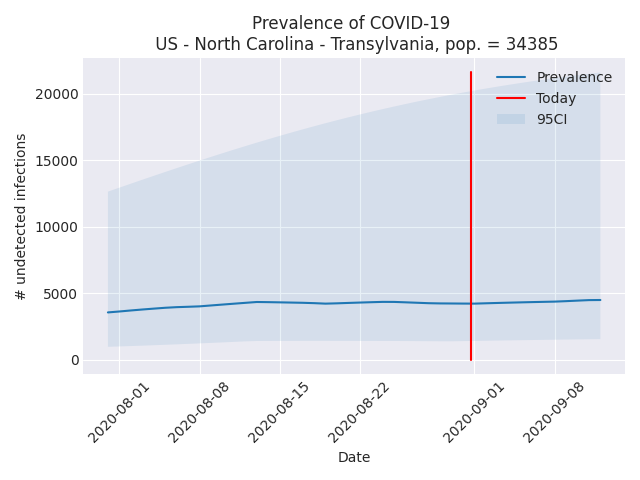 Prevalence of COVID-19
US - North Carolina - Transylvania, pop. = 34385
Prevalence
Today
95CI
20000
15000
10000
5000
0
# undetected infections
2020-08-01
2020-08-08
2020-08-15
2020-08-22
2020-09-01
2020-09-08
Date